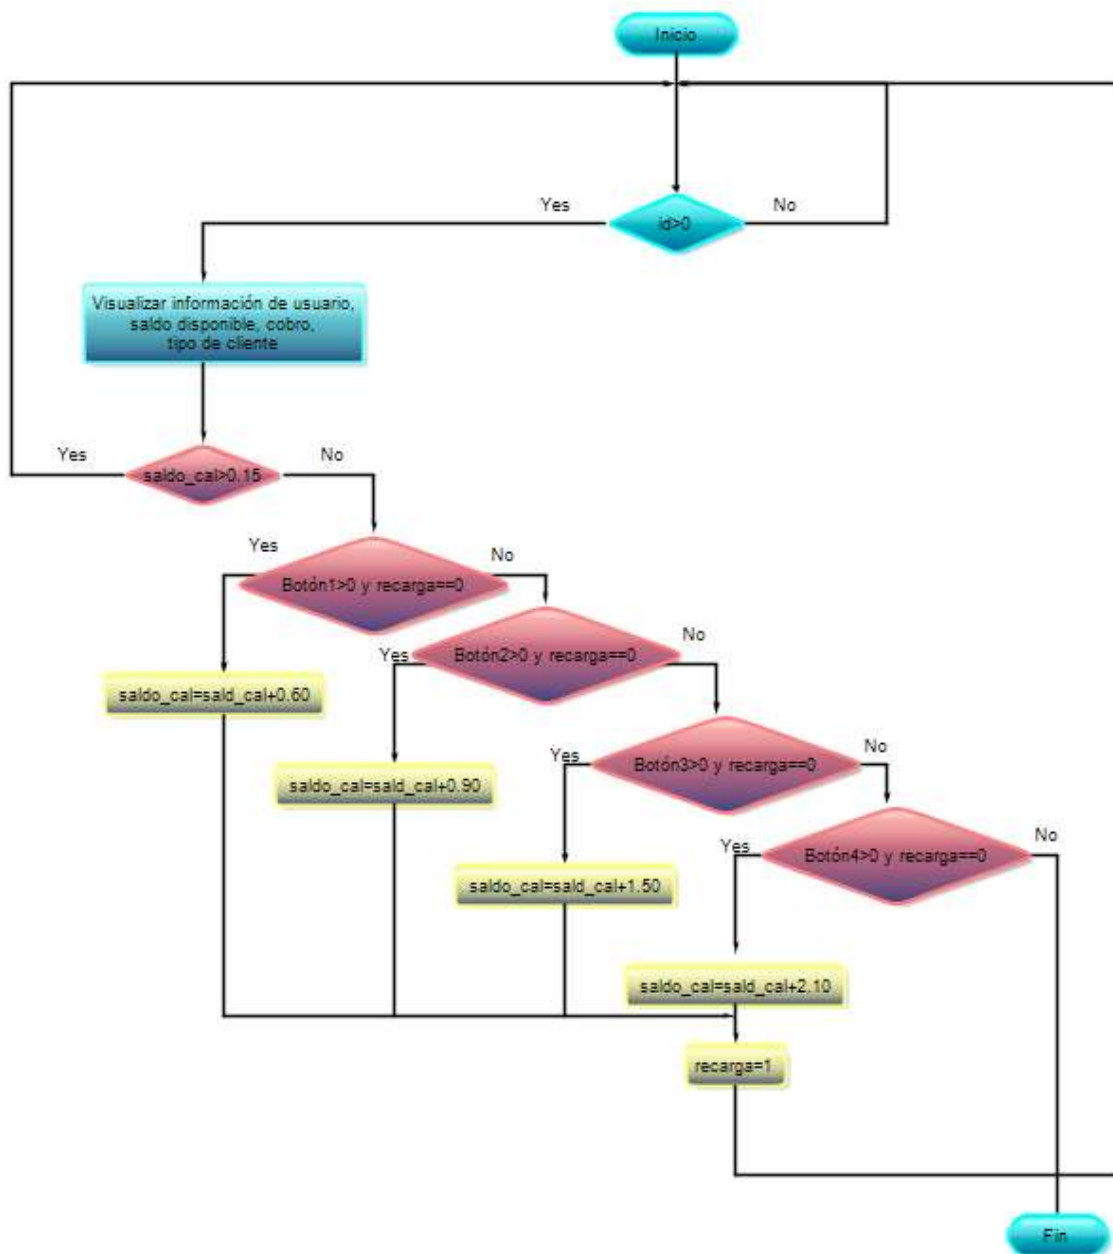 Inicio
Yes
id>0
No
Visualizar información de usuario,
saldo disponible, cobro,
tipo de cliente
Yes
saldo_cal>0.15
No
Yes
Botón1>0 y recarga==0
No
Yes
Botón2>0 y recarga==0
No
saldo_cal=sald_cal+0.60
Yes
Botón3>0 y recarga==0
No
saldo_cal=sald_cal+0.90
Yes
Botón4>0 y recarga==0
No
saldo_cal=sald_cal+1.50
saldo_cal=sald_cal+2.10
recarga=1
Fin